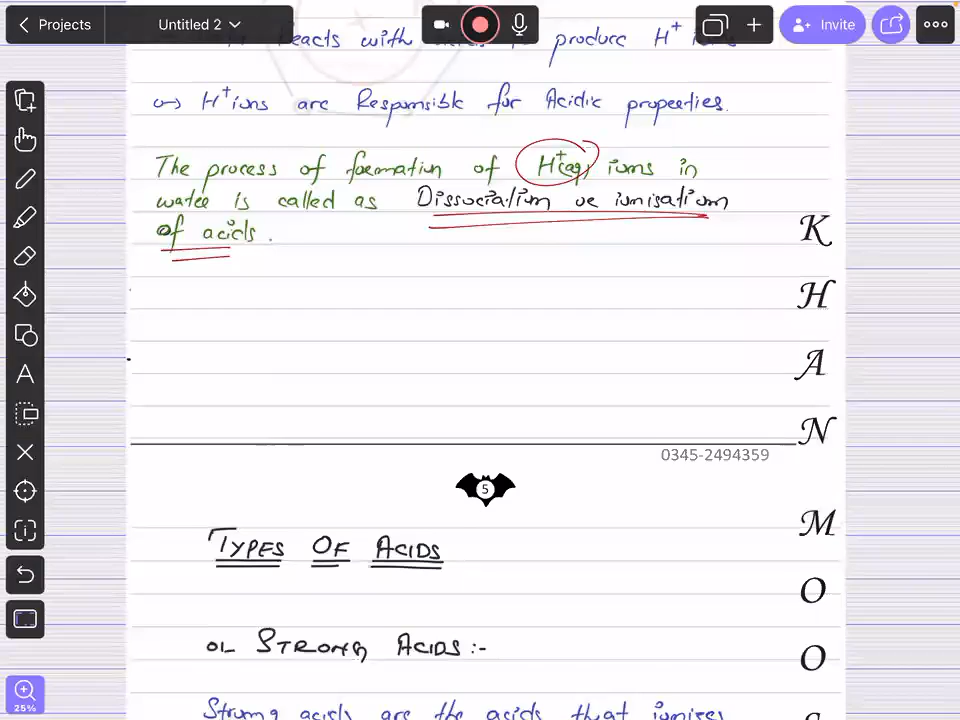 Projects
Untitled 2
Invite
Reacts with acids to produce H+ ions
H+ ions are Responsible for Acidic properties.
The process of formation of H+(aq) ions in
water is called as Dissociation or ionisation
of acids.
K
H
A
N
0345-2494359
5
M
TYPES OF ACIDS
O
01. STRONG ACIDS :-
O
Strong acids are the acids that ionises
25%